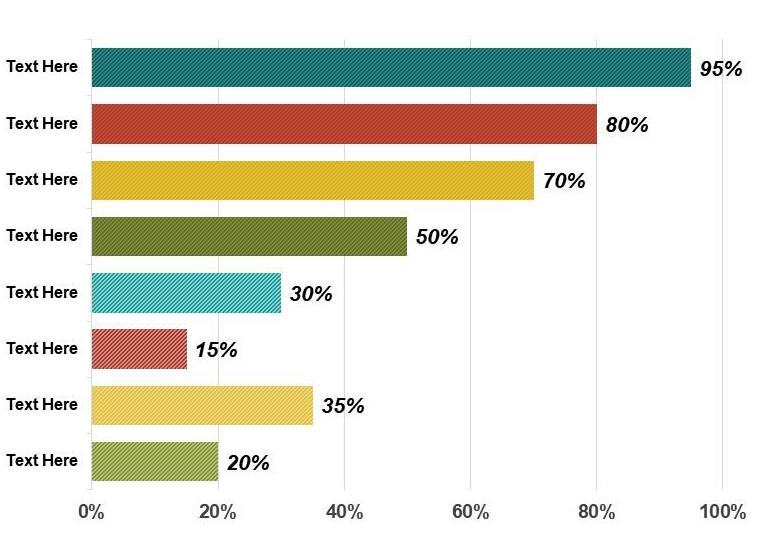 Text Here 95%
Text Here 80%
Text Here 70%
Text Here 50%
Text Here 30%
Text Here 15%
Text Here 35%
Text Here 20%
0% 20% 40% 60% 80% 100%